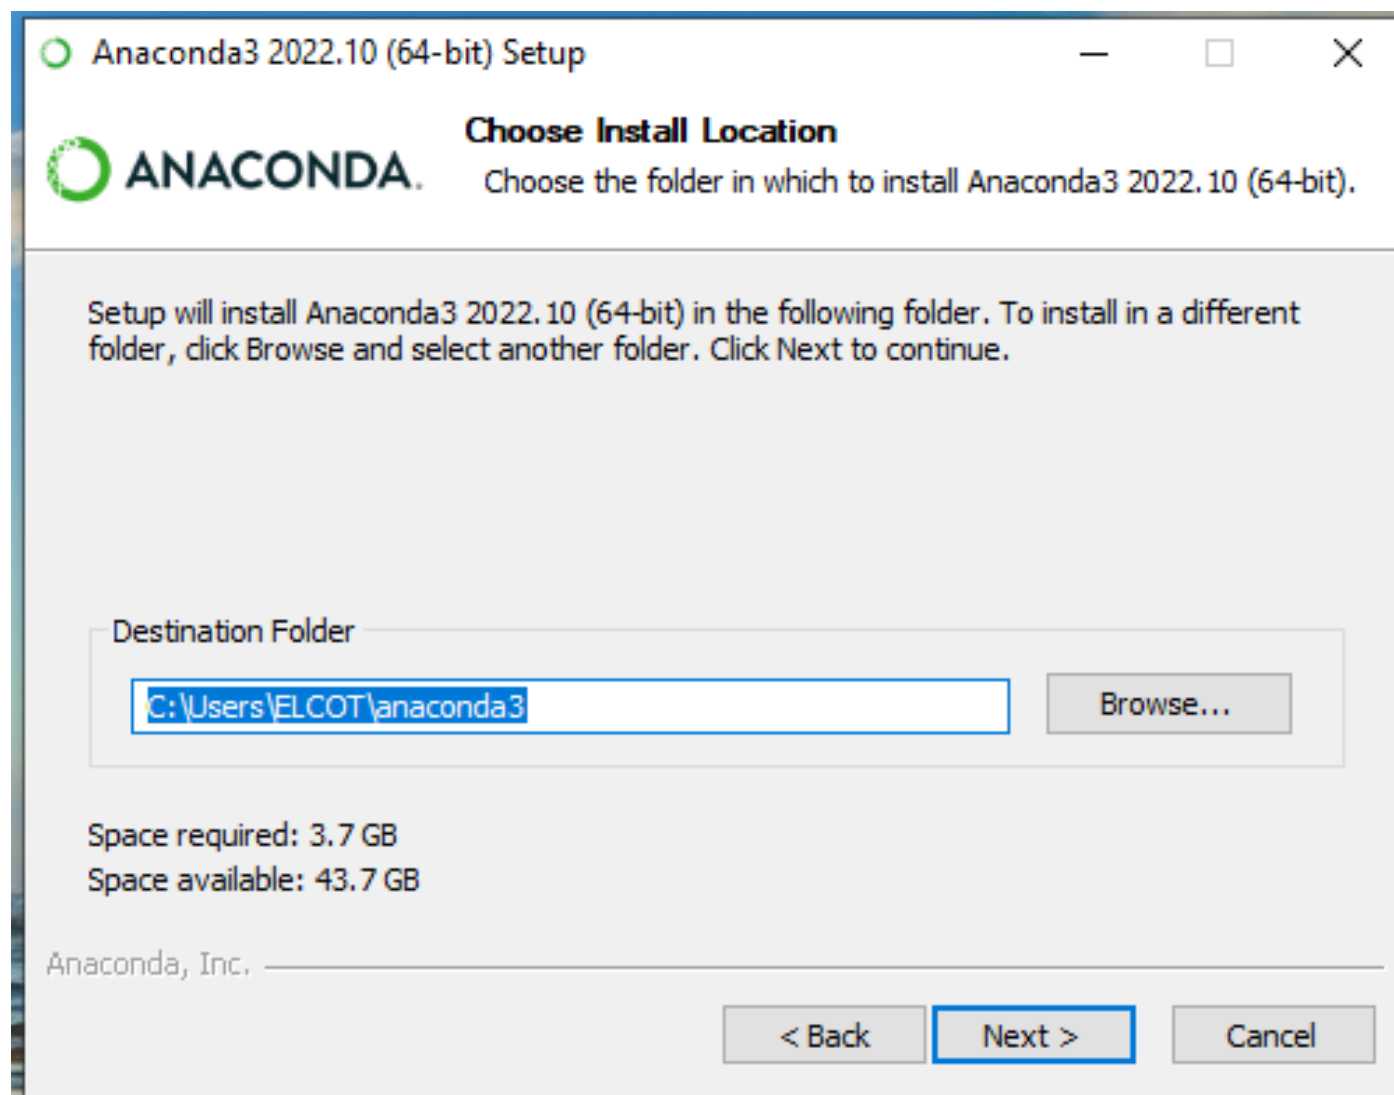 Anaconda3 2022.10 (64-bit) Setup
ANACONDA.
Choose Install Location
Choose the folder in which to install Anaconda3 2022.10 (64-bit).
Setup will install Anaconda3 2022.10 (64-bit) in the following folder. To install in a different
folder, click Browse and select another folder. Click Next to continue.
Destination Folder
C:\Users\ELCOT\anaconda3
Browse...
Space required: 3.7 GB
Space available: 43.7 GB
Anaconda, Inc.
< Back
Next >
Cancel